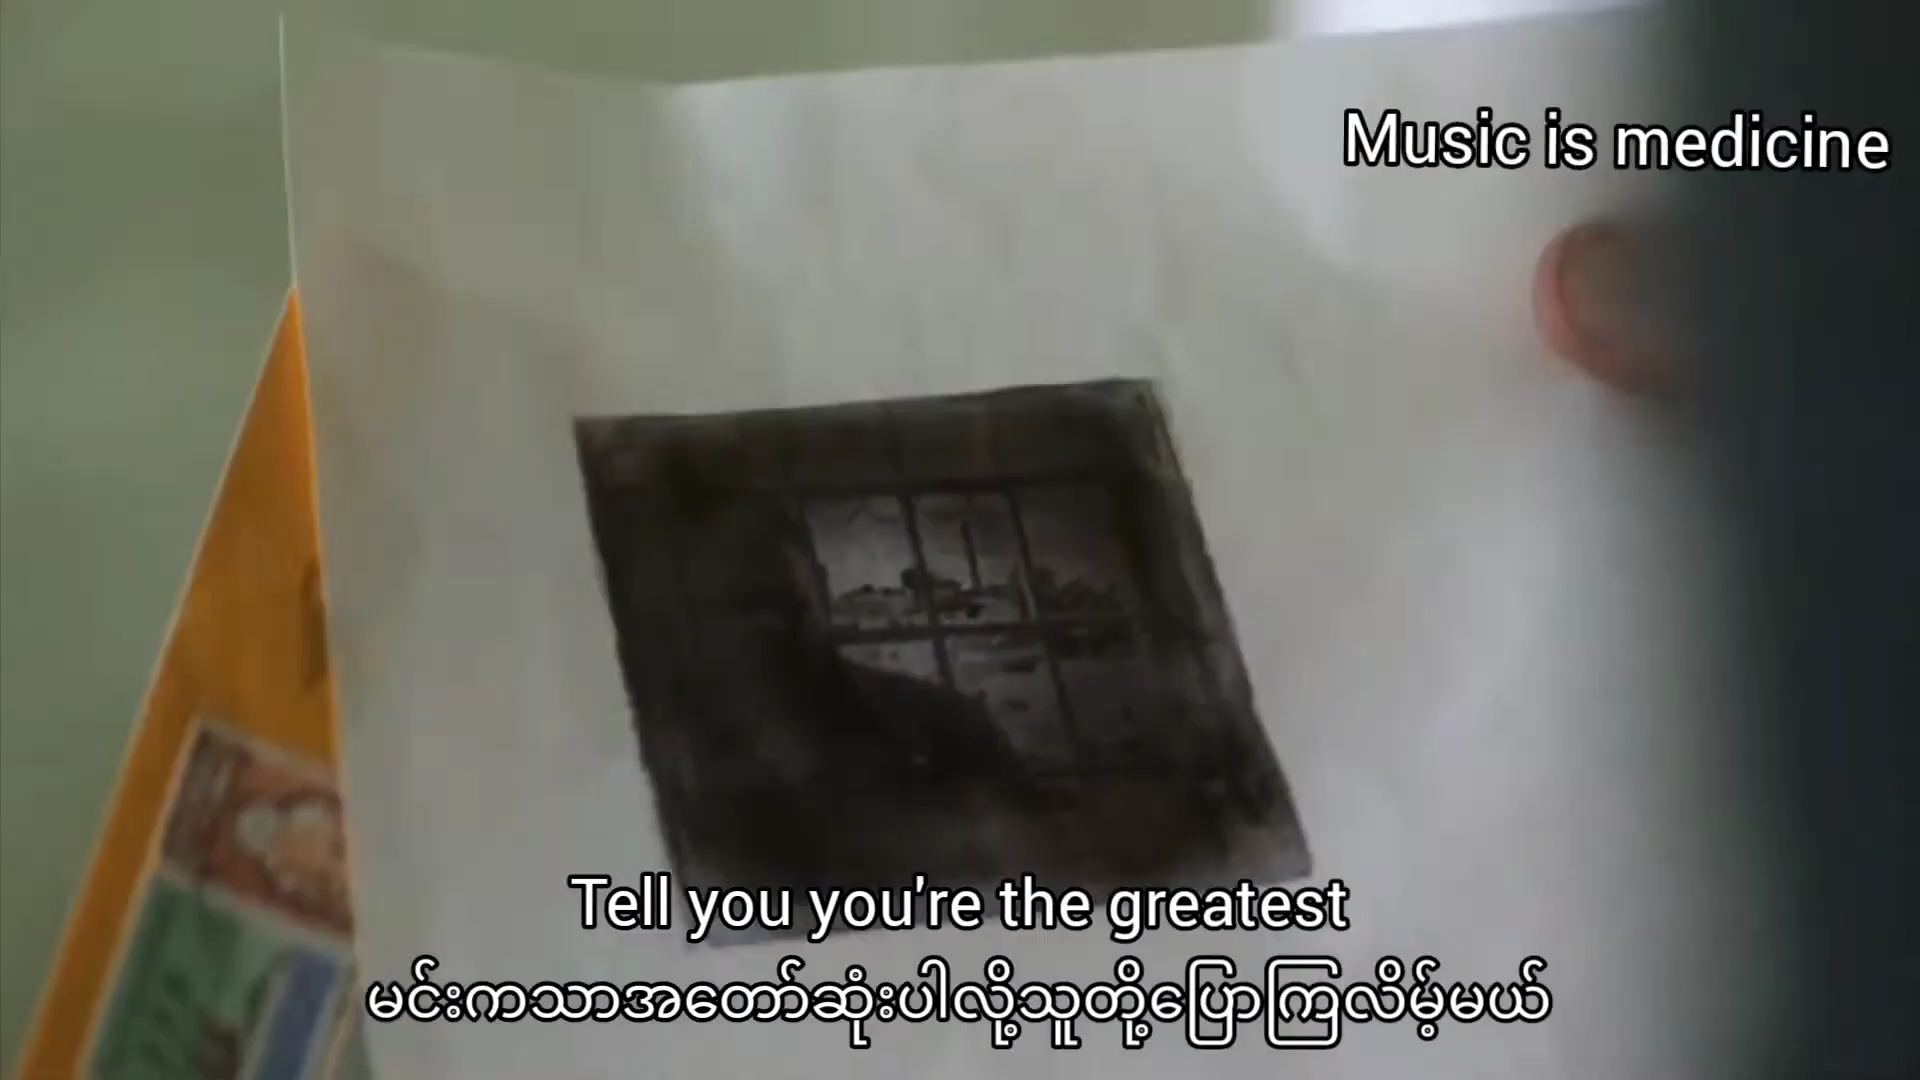 Music is medicine
Tell you you're the greatest
မင်းကသာအတော်ဆုံးပါလို့သူတို့ပြောကြလိမ့်မယ်